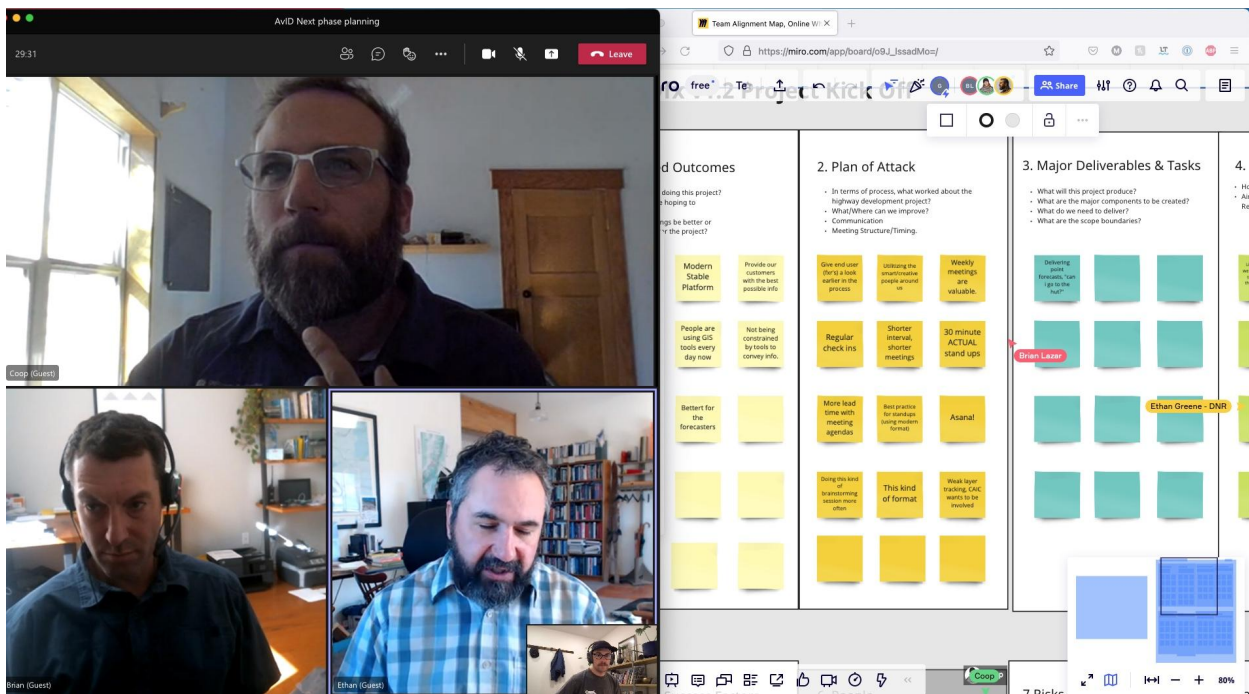 AvID Next phase planning
29:31
Leave
Coop (Guest)
Brian (Guest)
Ethan (Guest)
Team Alignment Map, Online W
https://miro.com/app/board/o9J_IssadMo=/
free
Share
.2 Project Kick Off
d Outcomes
doing this project?
e hoping to
ngs be better or
r the project?
Modern
Stable
Platform
Provide our
customers
with the best
possible info
People are
using GIS
tools every
day now
Not being
constrained
by tools to
convey info.
Bettert for
the
forecasters
2. Plan of Attack
• In terms of process, what worked about the
highway development project?
• What/Where can we improve?
• Communication
• Meeting Structure/Timing.
Give end user
(fxr's) a look
earlier in the
process
Utilitizing the
smart/creative
people around
us
Weekly
meetings
are
valuable.
Regular
check ins
Shorter
interval,
shorter
meetings
30 minute
ACTUAL
stand ups
More lead
time with
meeting
agendas
Best practice
for standups
(using modern
format)
Asana!
Doing this kind
of
brainstorming
session more
often
This kind
of format
Weak layer
tracking, CAIC
wants to be
involved
3. Major Deliverables & Tasks
• What will this project produce?
• What are the major components to be created?
• What do we need to deliver?
• What are the scope boundaries?
Delivering
point
forecasts, "can
i go to the
hut?"
Brian Lazar
Ethan Greene - DNR
4.
Coop
7 Risks
80%